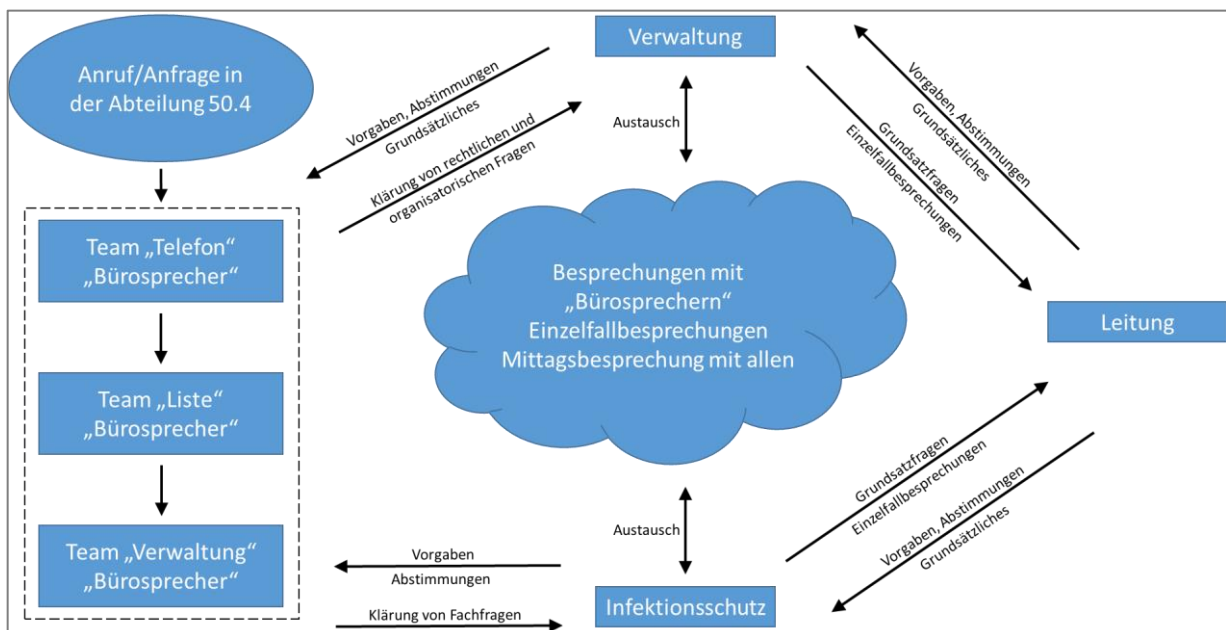 Anruf/Anfrage in
der Abteilung 50.4
Team „Telefon“
„Bürosprecher“
Team „Liste“
„Bürosprecher“
Team „Verwaltung“
„Bürosprecher“
Vorgaben, Abstimmungen
Grundsätzliches
Klärung von rechtlichen und
organisatorischen Fragen
Verwaltung
Austausch
Besprechungen mit
„Bürosprechern“
Einzelfallbesprechungen
Mittagsbesprechung mit allen
Austausch
Infektionsschutz
Vorgaben
Abstimmungen
Klärung von Fachfragen
Vorgaben, Abstimmungen
Grundsätzliches
Grundsatzfragen
Einzelfallbesprechungen
Leitung
Grundsatzfragen
Einzelfallbesprechungen
Vorgaben, Abstimmungen
Grundsätzliches